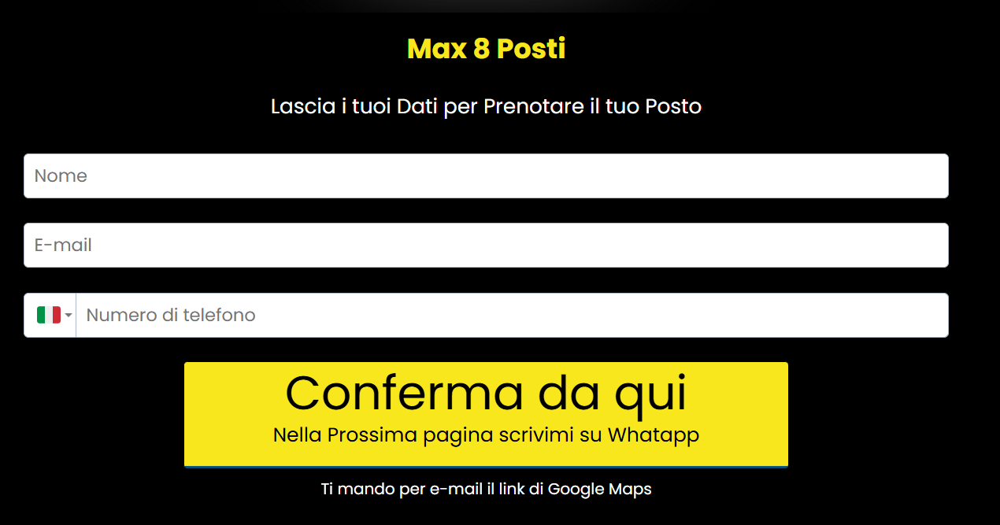 Max 8 Posti
Lascia i tuoi Dati per Prenotare il tuo Posto
Nome
E-mail
Numero di telefono
Conferma da qui
Nella Prossima pagina scrivimi su Whatapp
Ti mando per e-mail il link di Google Maps